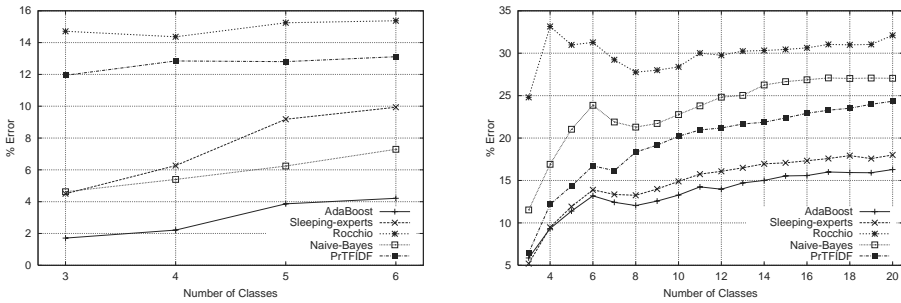 16
14
12
10
8
6
4
2
0
% Error
3
4
5
6
Number of Classes
AdaBoost
Sleeping-experts
Rocchio
Naive-Bayes
PrTFIDF
35
30
25
20
15
10
5
% Error
4
6
8
10
12
14
16
18
20
Number of Classes
AdaBoost
Sleeping-experts
Rocchio
Naive-Bayes
PrTFIDF